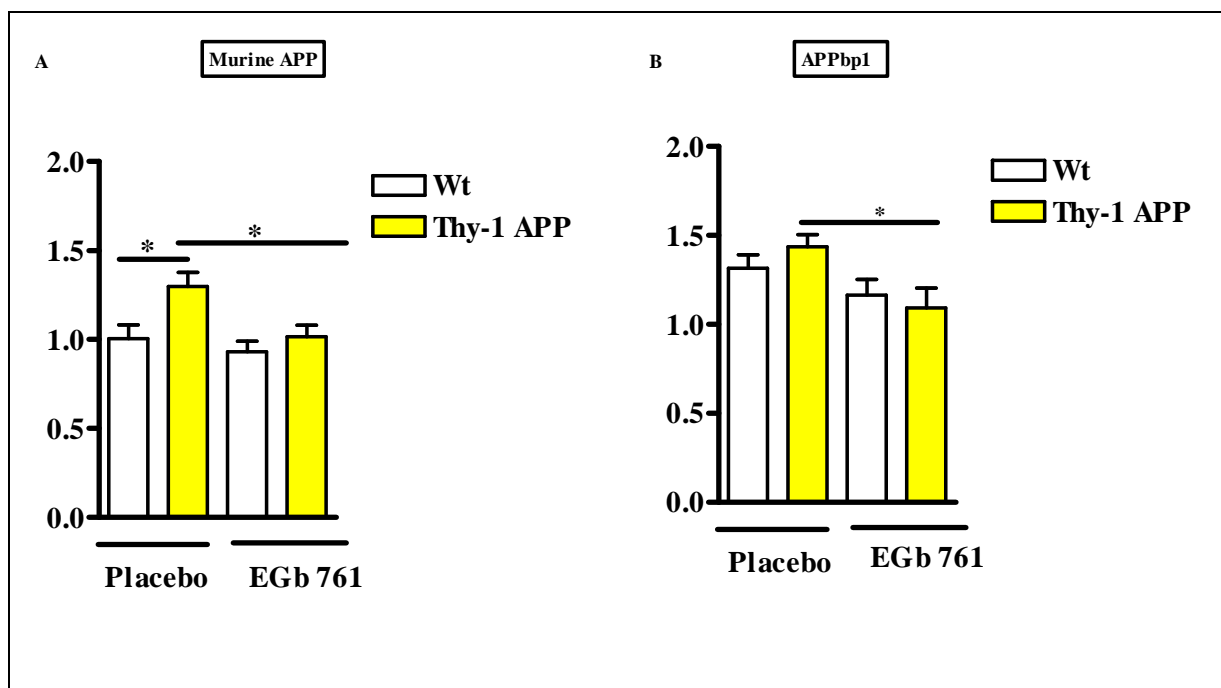 A
Murine APP
2.0
1.5
1.0
0.5
0.0
*
*
Wt
Thy-1 APP
Placebo
EGb 761
B
APPbp1
2.0
1.5
1.0
0.5
0.0
*
Wt
Thy-1 APP
Placebo
EGb 761